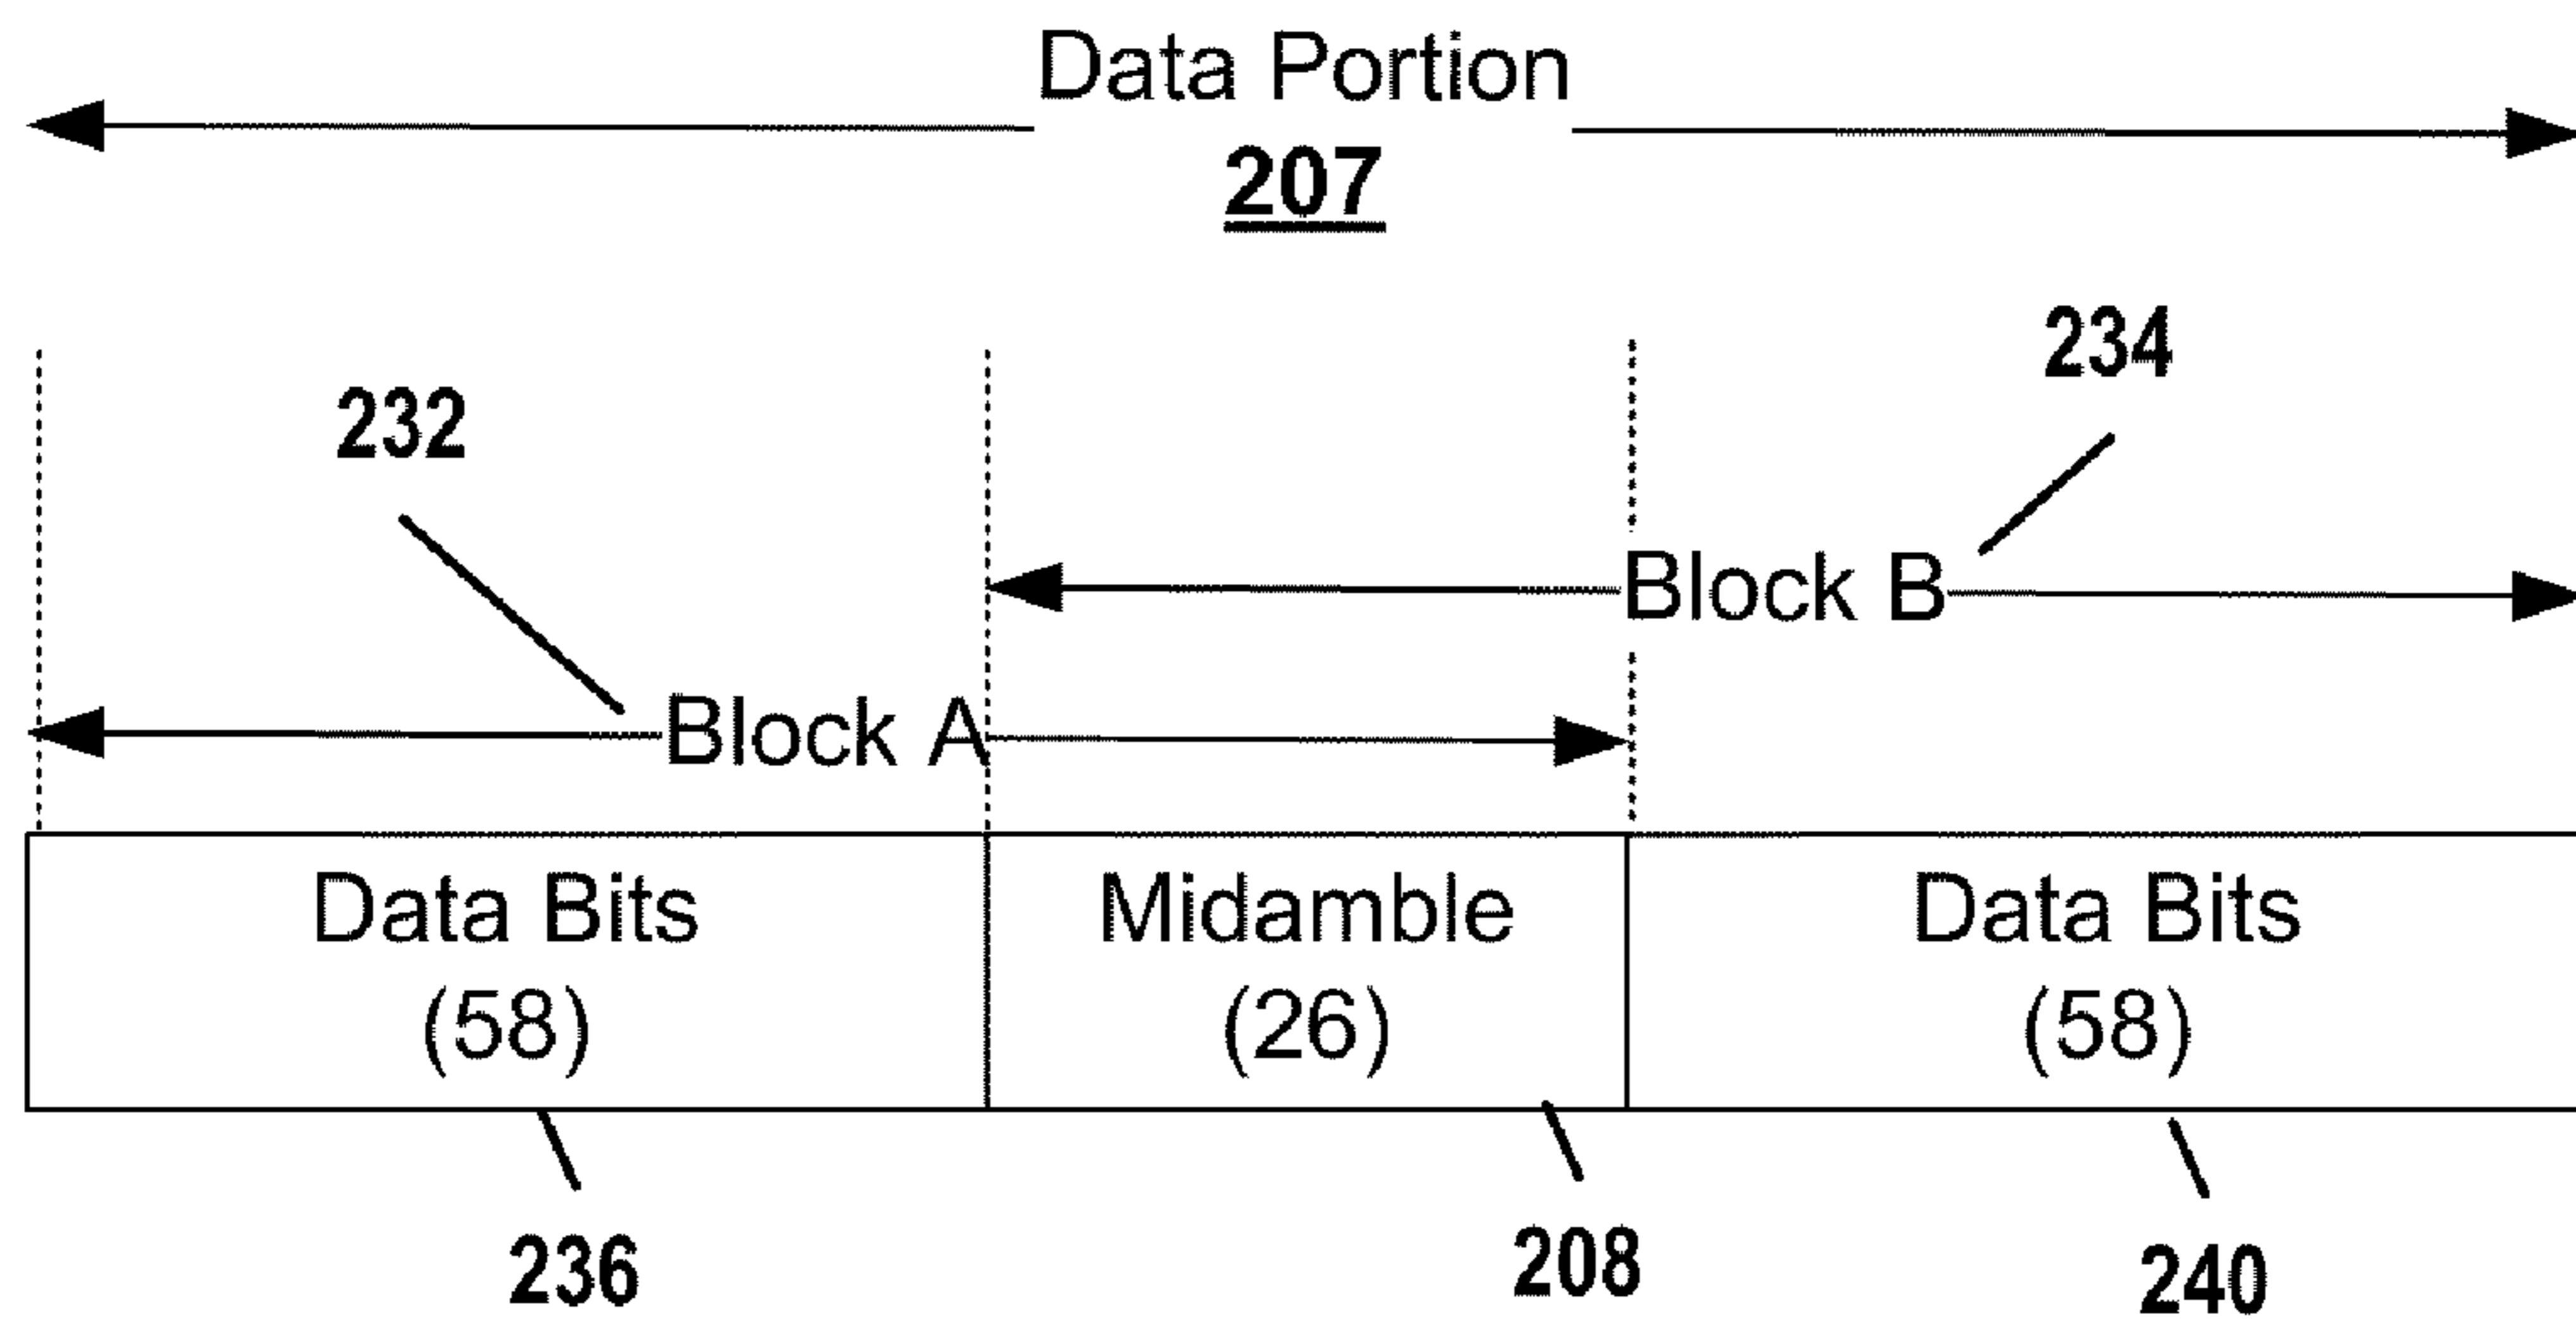 Data Portion
207
234
232
Block B
Block A
Data Bits
(58)
Midamble
(26)
Data Bits
(58)
236
208
240